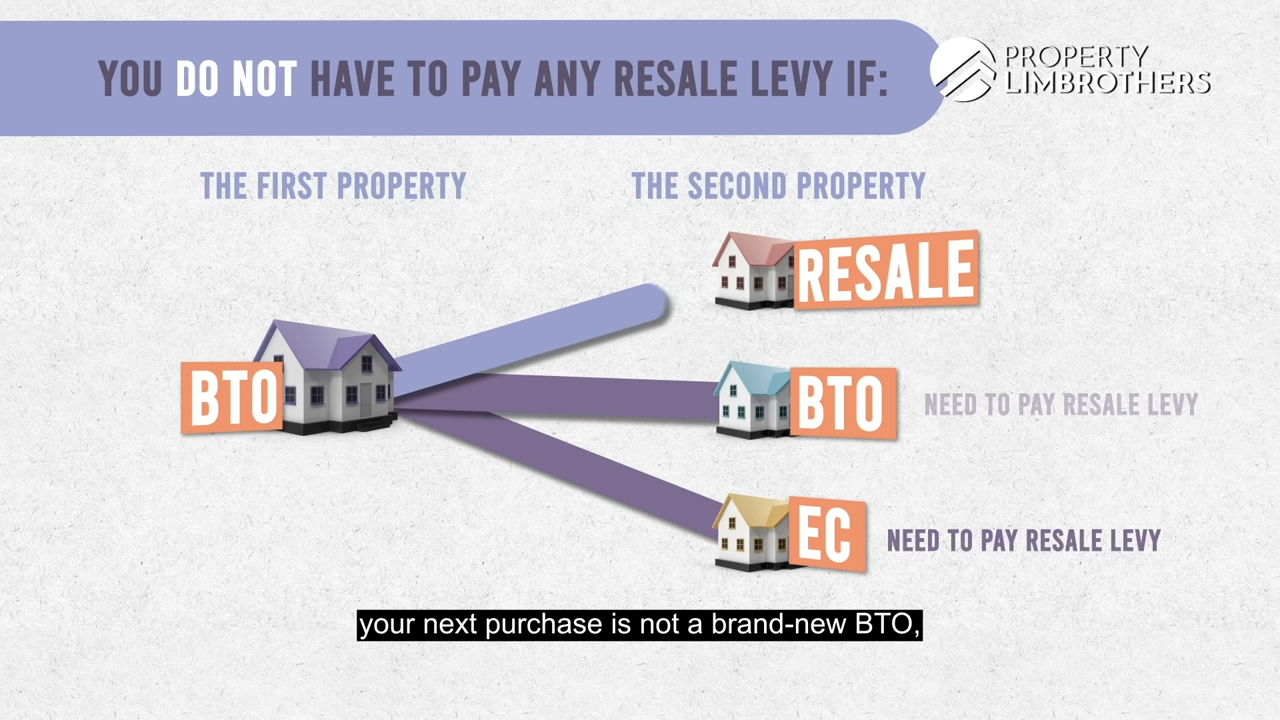 YOU DO NOT HAVE TO PAY ANY RESALE LEVY IF:
PROPERTY
LIMBROTHERS
THE FIRST PROPERTY
THE SECOND PROPERTY
RESALE
BTO
BTO
NEED TO PAY RESALE LEVY
EC
NEED TO PAY RESALE LEVY
your next purchase is not a brand-new BTO,